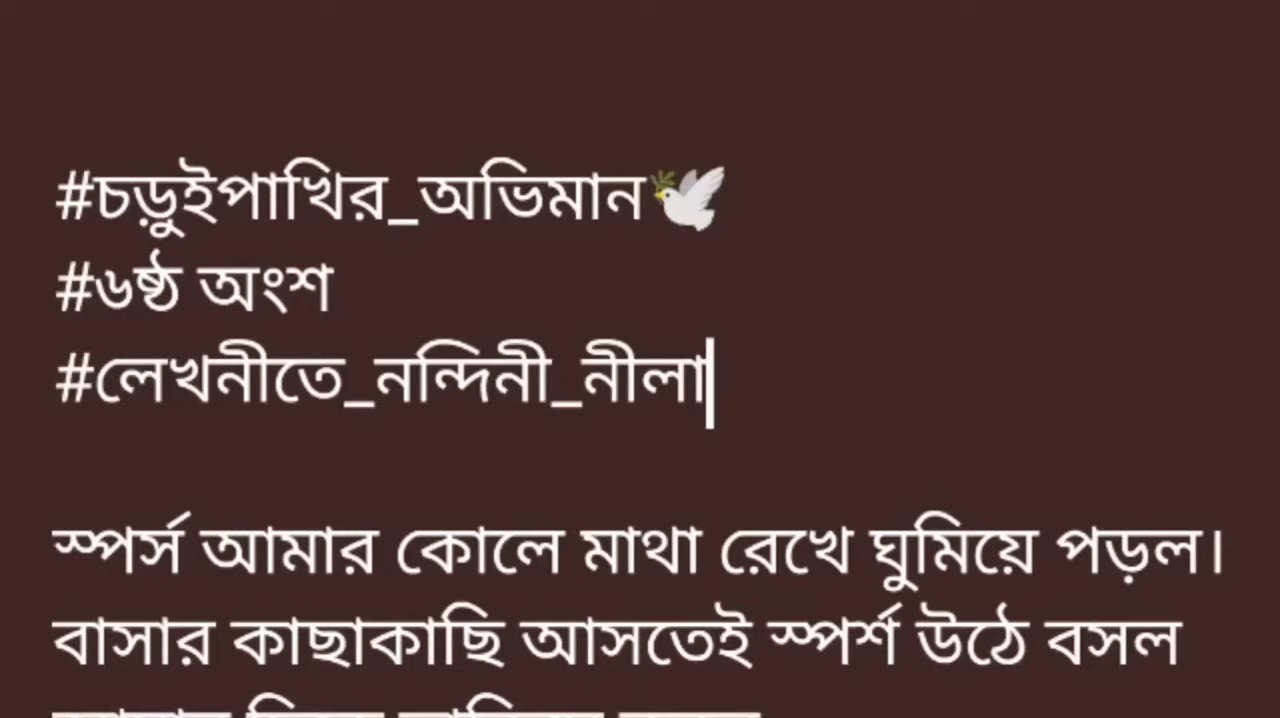 #চড়ুইপাখির_অভিমান🕊️
#৬ষ্ঠ অংশ
#লেখনীতে_নন্দিনী_নীলা
স্পর্স আমার কোলে মাথা রেখে ঘুমিয়ে পড়ল।
বাসার কাছাকাছি আসতেই স্পর্শ উঠে বসল